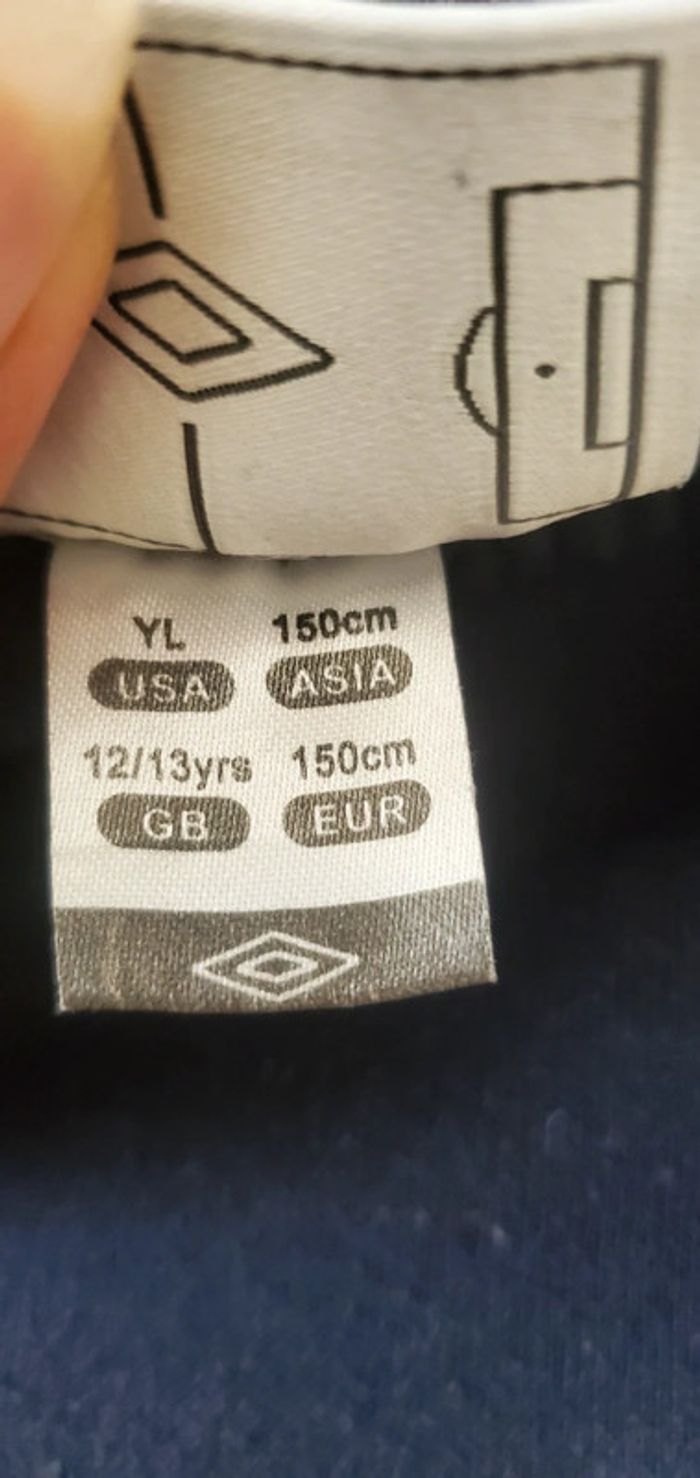 YL 150cm
USA ASIA
12/13yrs 150cm
GB EUR